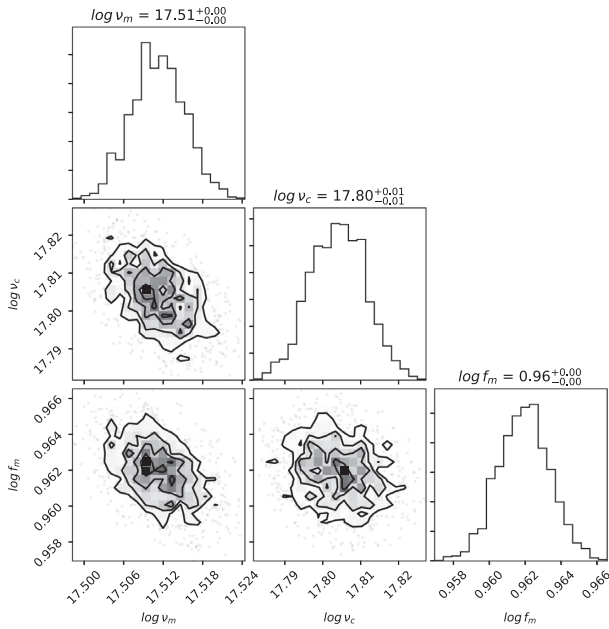 log ν_m = 17.51^{+0.00}_{-0.00}
log ν_c = 17.80^{+0.01}_{-0.01}
log ν_c
17.82
17.81
17.80
17.79
log f_m = 0.96^{+0.00}_{-0.00}
log f_m
0.966
0.964
0.962
0.960
0.958
17.500 17.506 17.512 17.518 17.524 17.79 17.80 17.81 17.82 0.958 0.960 0.962 0.964 0.966
log ν_m log ν_c log f_m